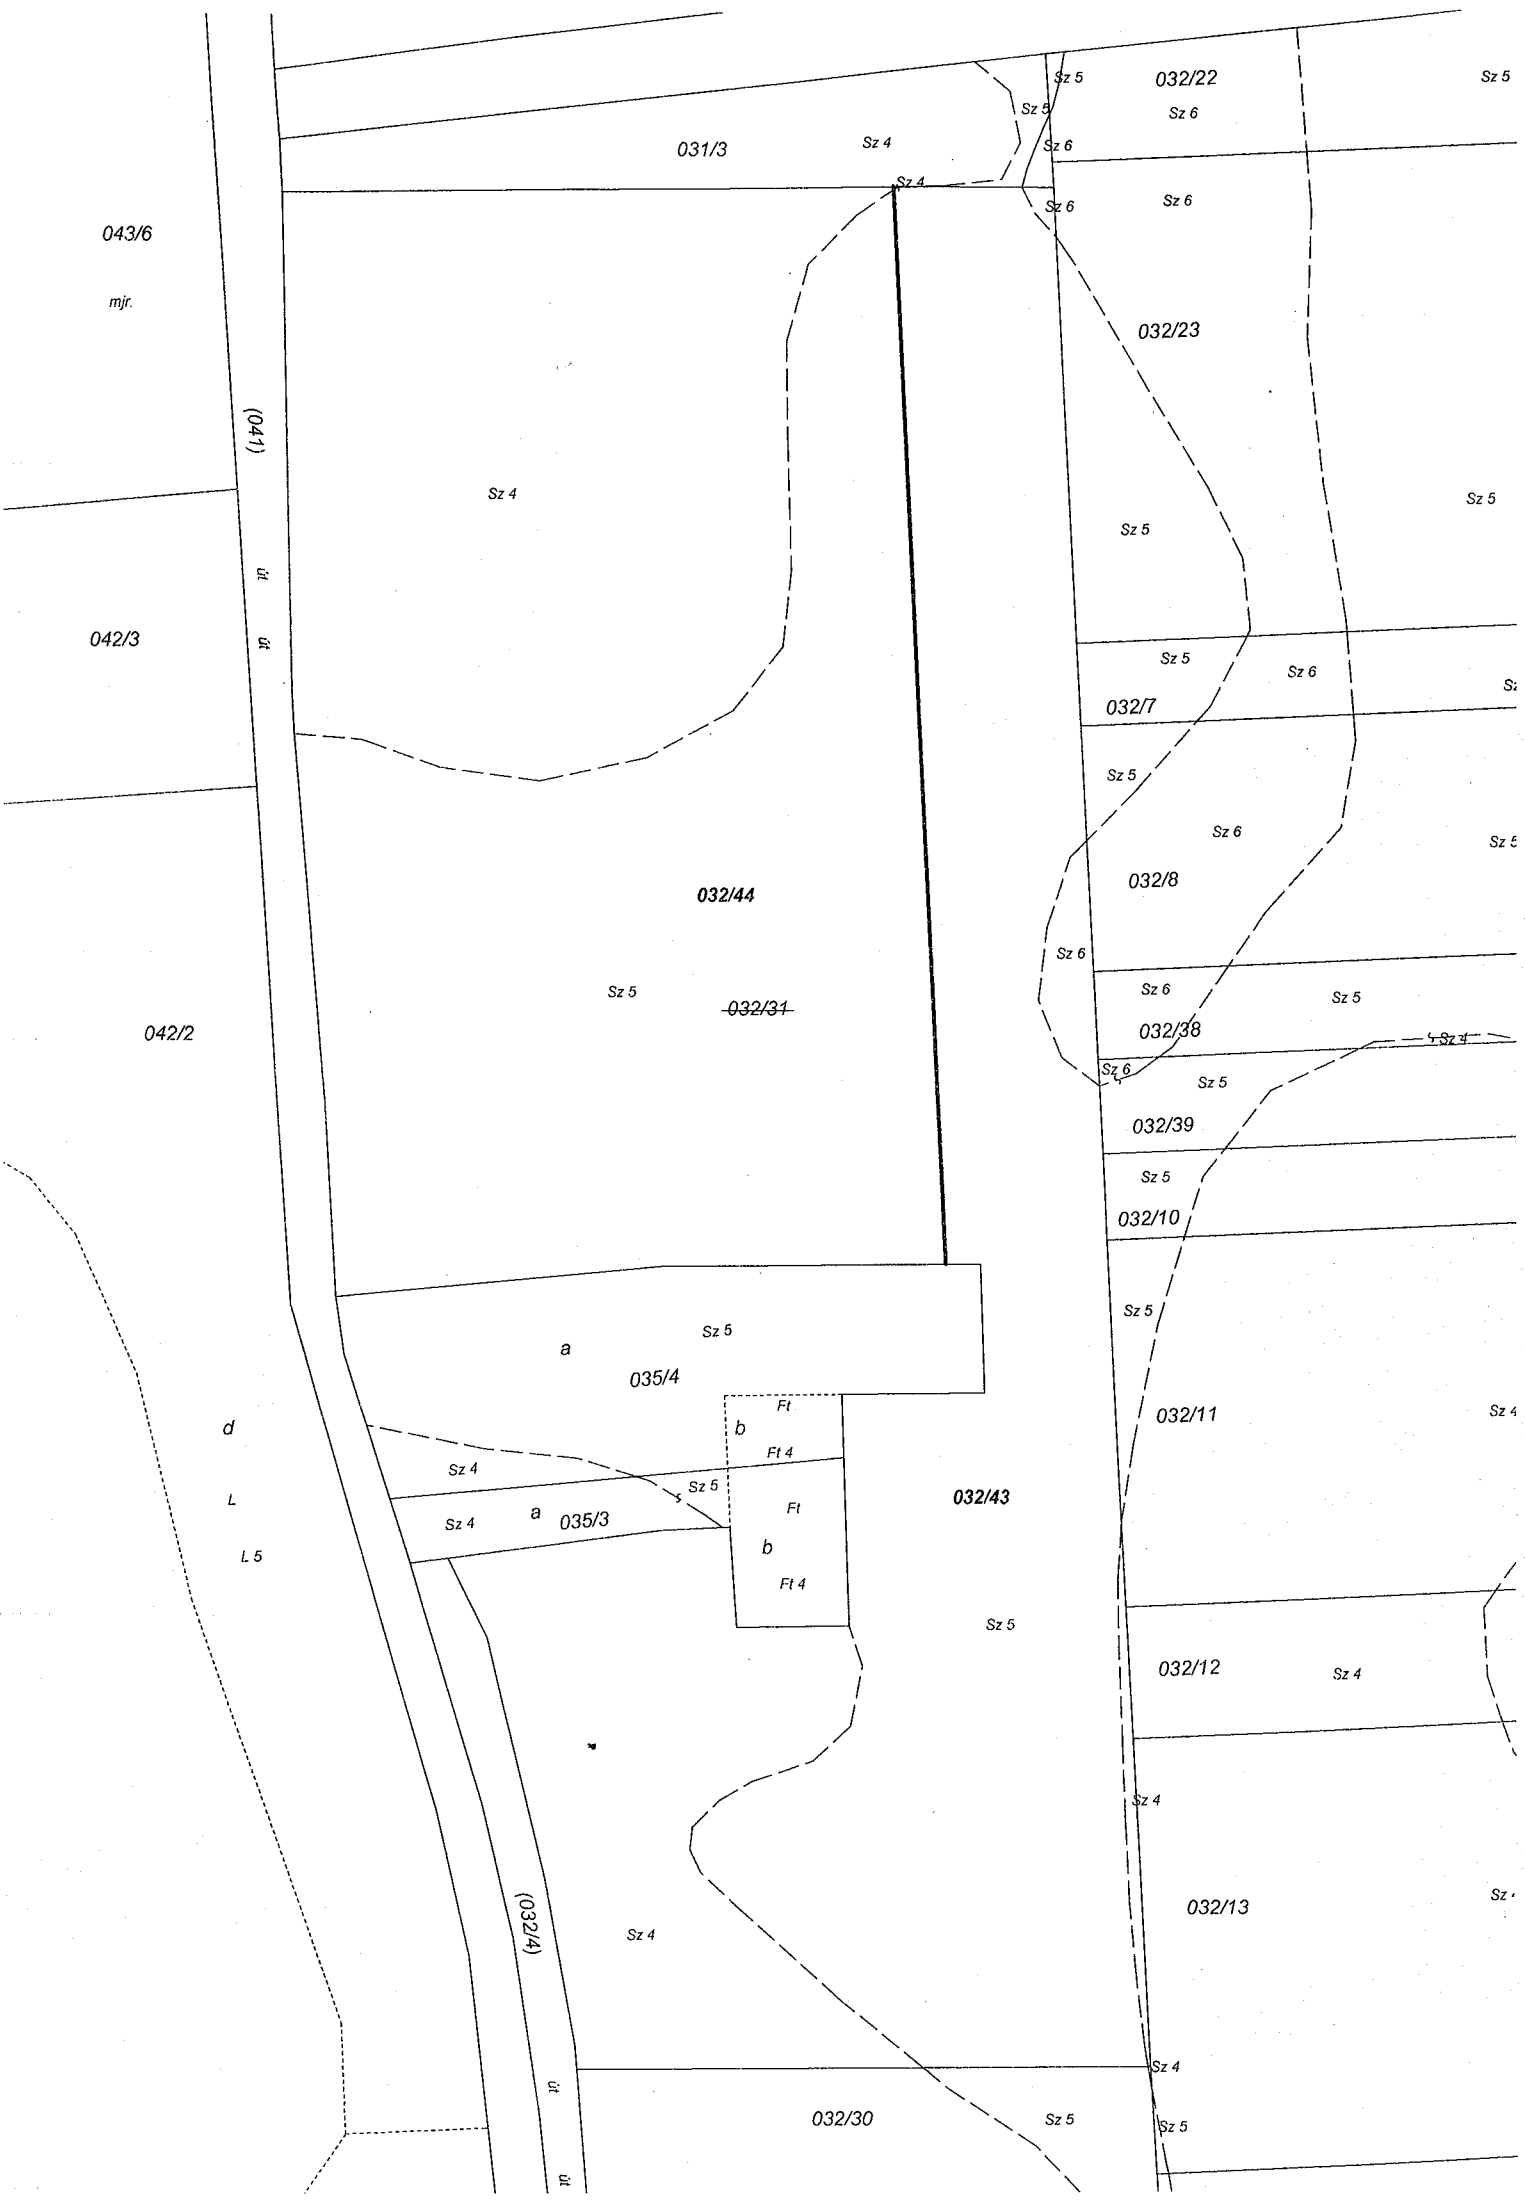 Sz 5
032/22
Sz 5
Sz 5
Sz 6
031/3
Sz 4
Sz 6
Sz 4
Sz 6
Sz 6
043/6
mjr.
032/23
(041)
Sz 4
Sz 5
Sz 5
út
út
042/3
Sz 5
Sz 6
032/7
Sz 5
Sz 6
Sz 5
032/8
032/44
Sz 6
Sz 5
032/31
Sz 6
Sz 5
042/2
032/38
Sz 4
Sz 6
Sz 5
032/39
Sz 5
032/10
Sz 5
Sz 5
a
035/4
Ft
b
Ft 4
032/11
Sz 4
d
Sz 4
Sz 5
L
032/43
Ft
a
035/3
Sz 4
b
L 5
Ft 4
Sz 5
032/12
Sz 4
Sz 4
(032/4)
032/13
Sz 4
Sz 4
út
032/30
Sz 5
Sz 5
út